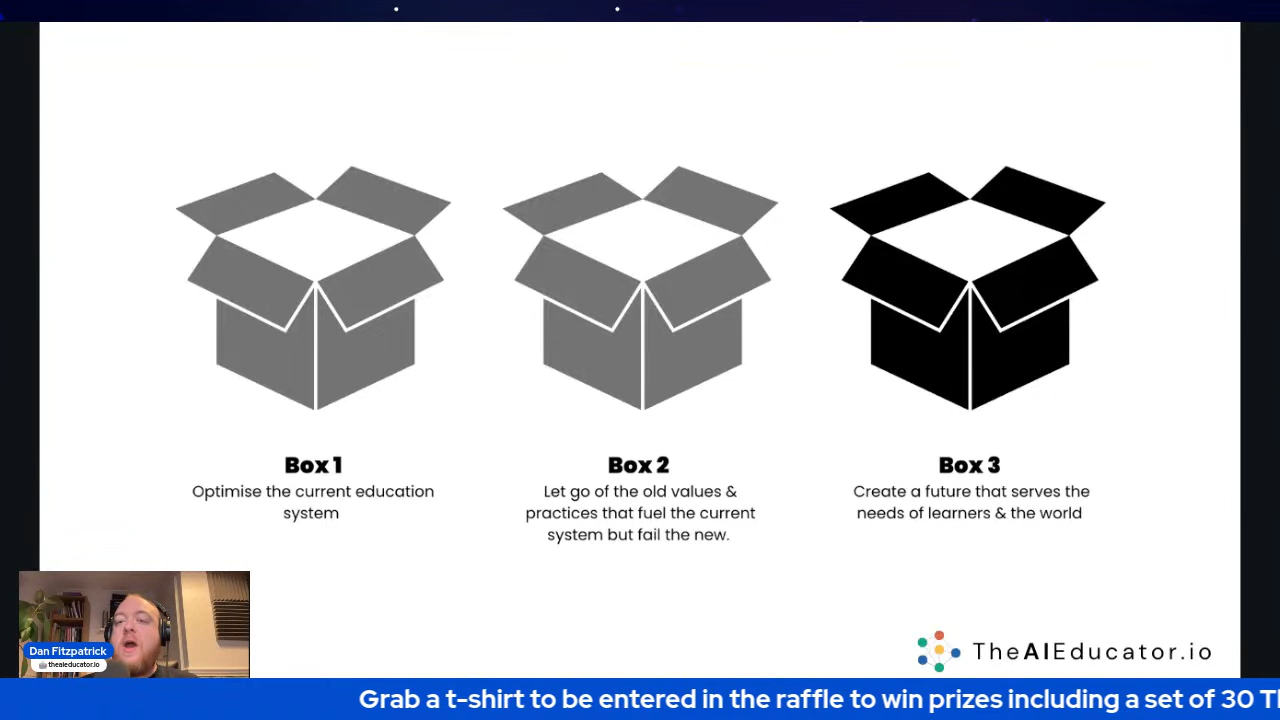 Box 1
Optimise the current education
system
Box 2
Let go of the old values &
practices that fuel the current
system but fail the new.
Box 3
Create a future that serves the
needs of learners & the world
Dan Fitzpatrick
theaieducator.io
TheAIEducator.io
Grab a t-shirt to be entered in the raffle to win prizes including a set of 30